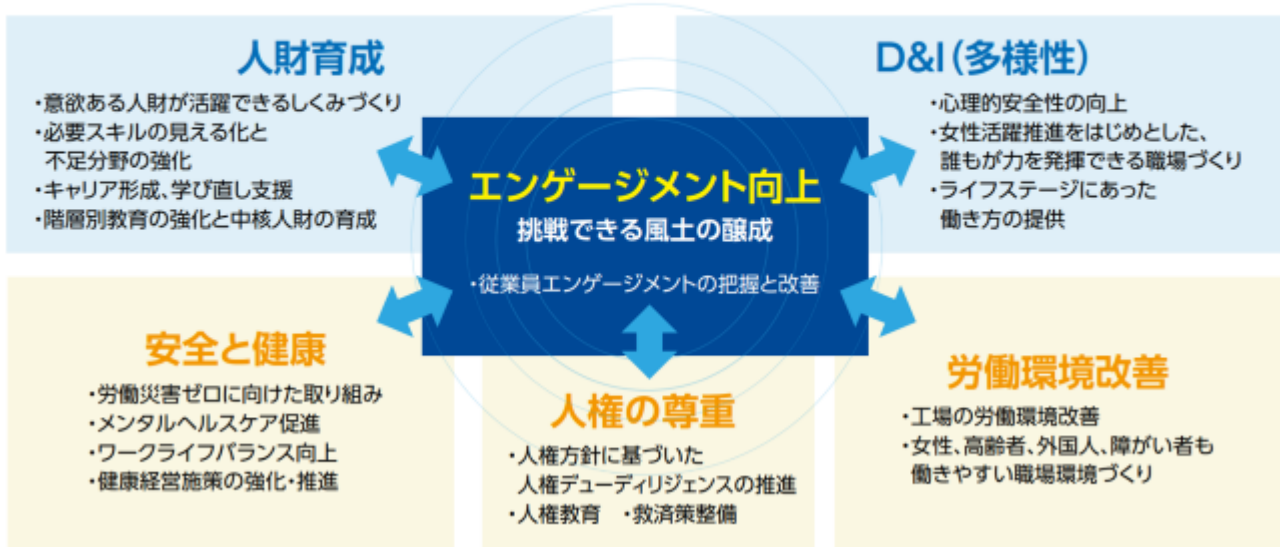 人財育成
・意欲ある人財が活躍できるしくみづくり
・必要スキルの見える化と
不足分野の強化
・キャリア形成、学び直し支援
・階層別教育の強化と中核人財の育成
D&I(多様性)
・心理的安全性の向上
・女性活躍推進をはじめとした、
誰もが力を発揮できる職場づくり
・ライフステージにあった
働き方の提供
エンゲージメント向上
挑戦できる風土の醸成
・従業員エンゲージメントの把握と改善
安全と健康
・労働災害ゼロに向けた取り組み
・メンタルヘルスケア促進
・ワークライフバランス向上
・健康経営施策の強化・推進
人権の尊重
・人権方針に基づいた
人権デューディリジェンスの推進
・人権教育 ・救済策整備
労働環境改善
・工場の労働環境改善
・女性、高齢者、外国人、障がい者も
働きやすい職場環境づくり